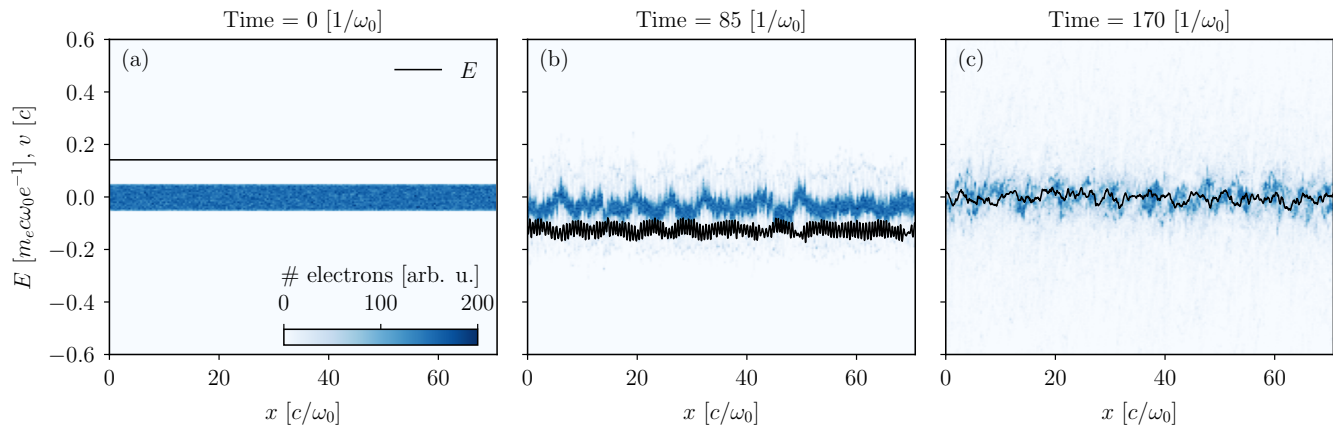 Time = 0 [1/ω₀]
Time = 85 [1/ω₀]
Time = 170 [1/ω₀]
E [mₑcω₀e⁻¹], v [c]
0.6
0.4
0.2
0.0
−0.2
−0.4
−0.6
(a)
E
# electrons [arb. u.]
0 100 200
0 20 40 60
x [c/ω₀]
(b)
0 20 40 60
x [c/ω₀]
(c)
0 20 40 60
x [c/ω₀]